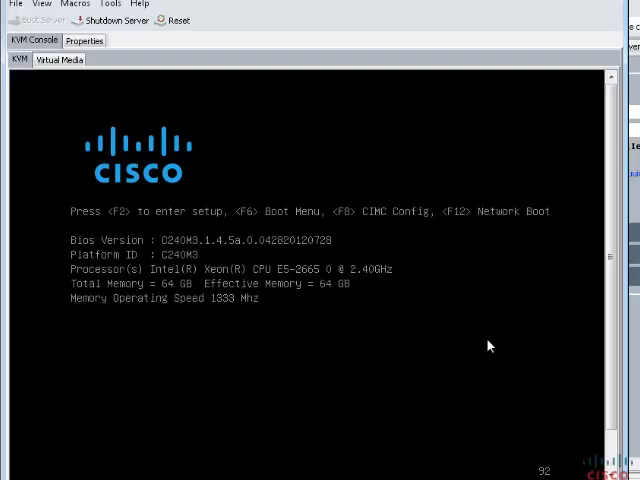 File View Macros Tools Help
Boot Server Shutdown Server Reset
KVM Console Properties
KVM Virtual Media
CISCO
Press <F2> to enter setup, <F6> Boot Menu, <F8> CIMC Config, <F12> Network Boot
Bios Version : C240M3.1.4.5a.0.042820120728
Platform ID : C240M3
Processor(s) Intel(R) Xeon(R) CPU E5-2665 0 @ 2.40GHz
Total Memory = 64 GB Effective Memory = 64 GB
Memory Operating Speed 1333 Mhz
92
CISCO